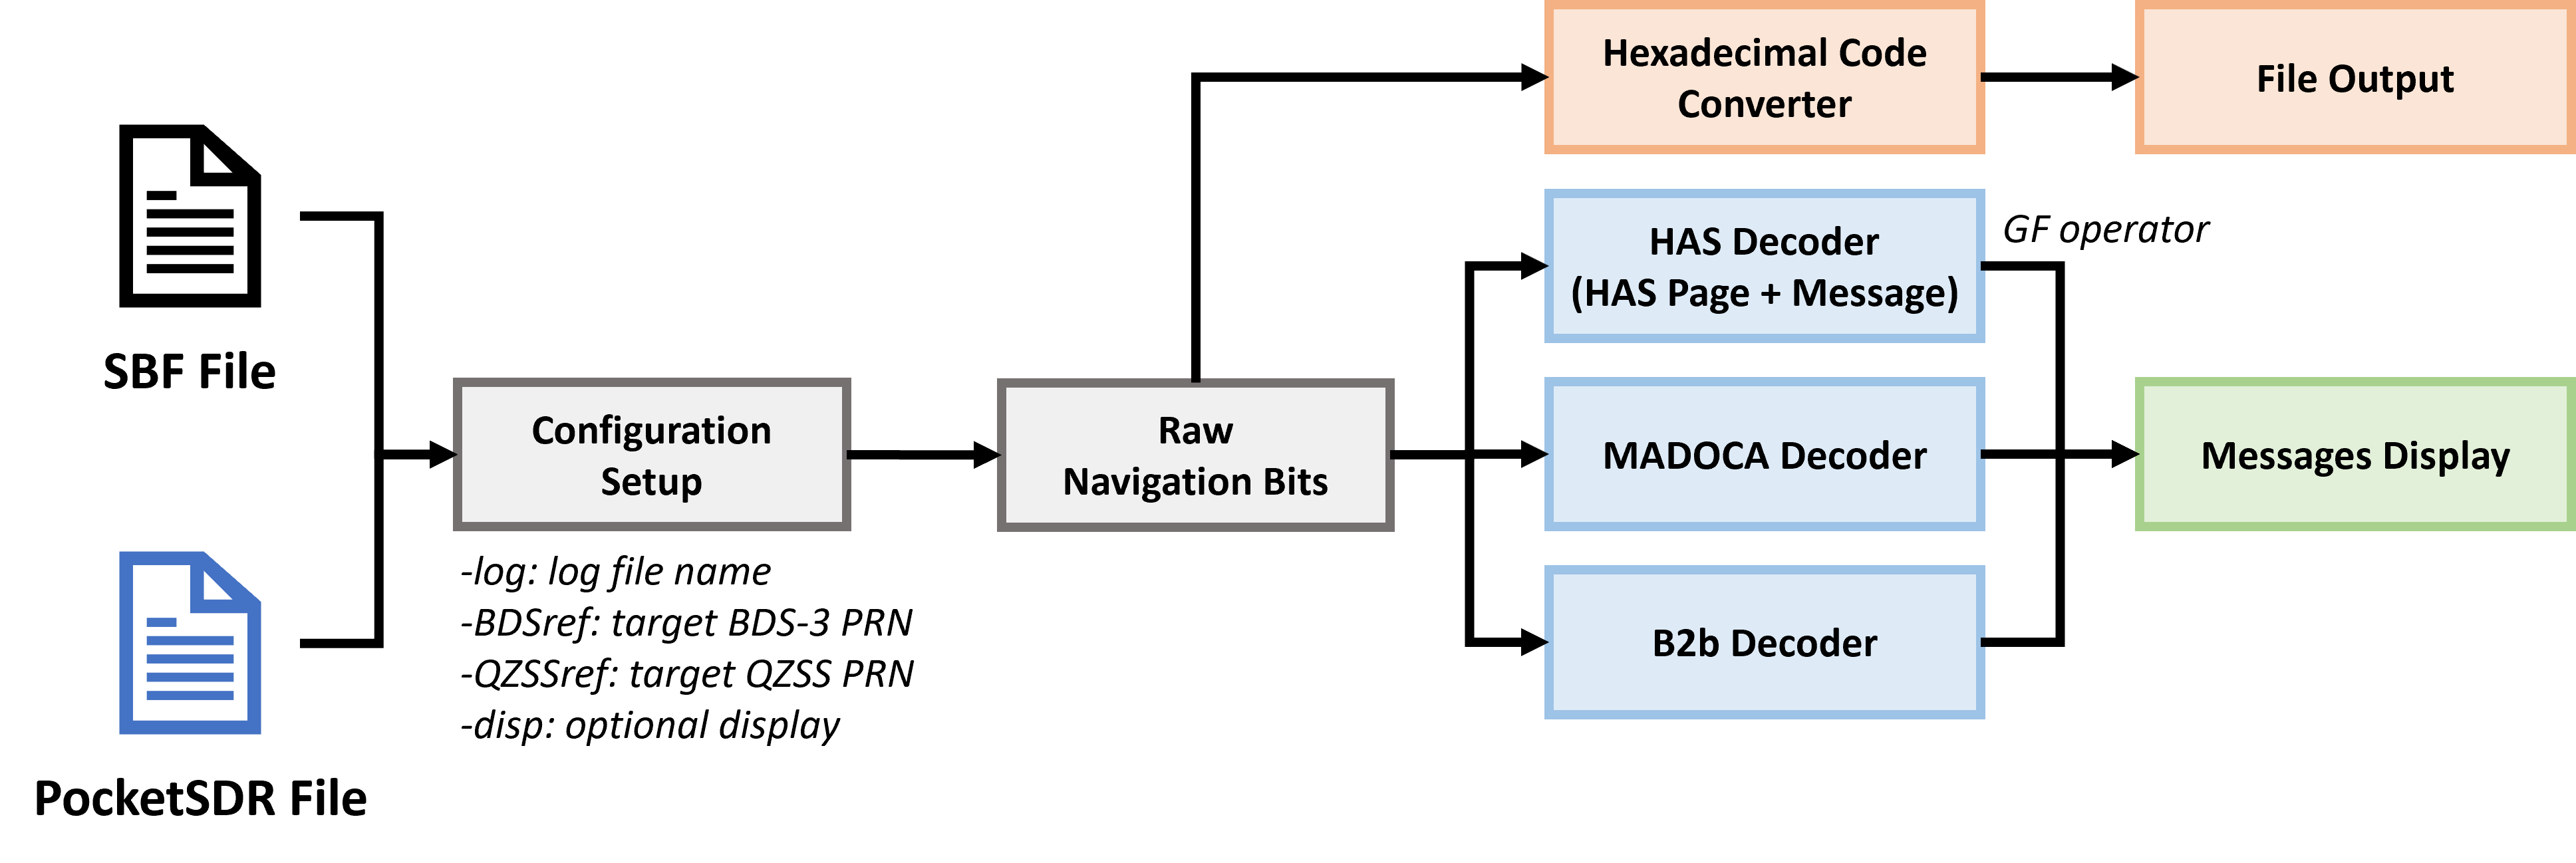 SBF File
PocketSDR File
Configuration
Setup
-log: log file name
-BDSref: target BDS-3 PRN
-QZSSref: target QZSS PRN
-disp: optional display
Raw
Navigation Bits
Hexadecimal Code
Converter
File Output
HAS Decoder
(HAS Page + Message)
GF operator
MADOCA Decoder
B2b Decoder
Messages Display